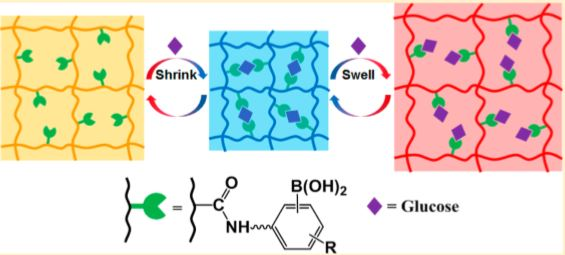 Shrink
Swell
O
C
NH
B(OH)2
R
= = Glucose